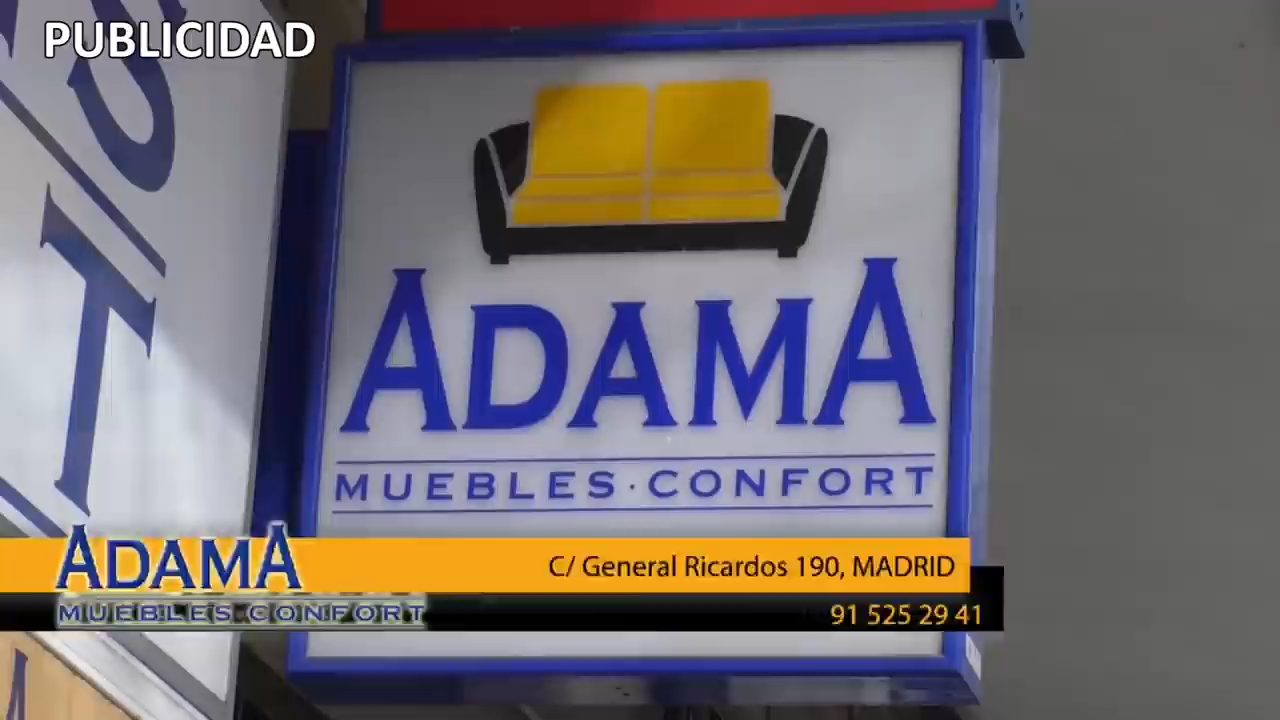 PUBLICIDAD
ADAMA
MUEBLES·CONFORT
ADAMA
MUEBLES·CONFORT
C/ General Ricardos 190, MADRID
91 525 29 41